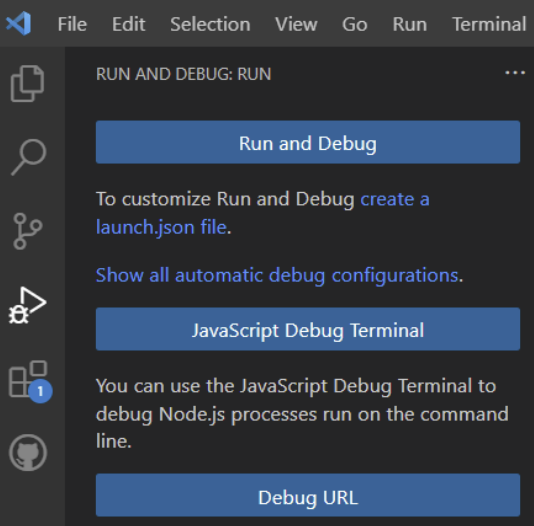 File Edit Selection View Go Run Terminal
RUN AND DEBUG: RUN
Run and Debug
To customize Run and Debug create a
launch.json file.
Show all automatic debug configurations.
JavaScript Debug Terminal
1
You can use the JavaScript Debug Terminal to
debug Node.js processes run on the command
line.
Debug URL